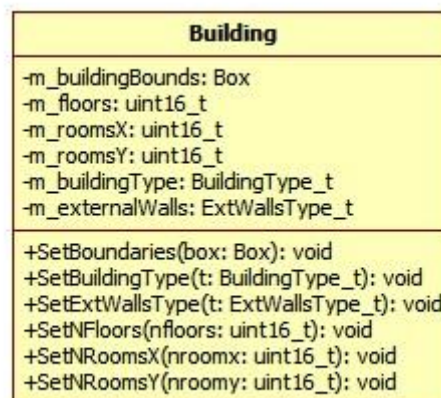 Building
-m_buildingBounds: Box
-m_floors: uint16_t
-m_roomsX: uint16_t
-m_roomsY: uint16_t
-m_buildingType: BuildingType_t
-m_externalWalls: ExtWallsType_t
+SetBoundaries(box: Box): void
+SetBuildingType(t: BuildingType_t): void
+SetExtWallsType(t: ExtWallsType_t): void
+SetNFloors(nfloors: uint16_t): void
+SetNRoomsX(nroomx: uint16_t): void
+SetNRoomsY(nroomy: uint16_t): void